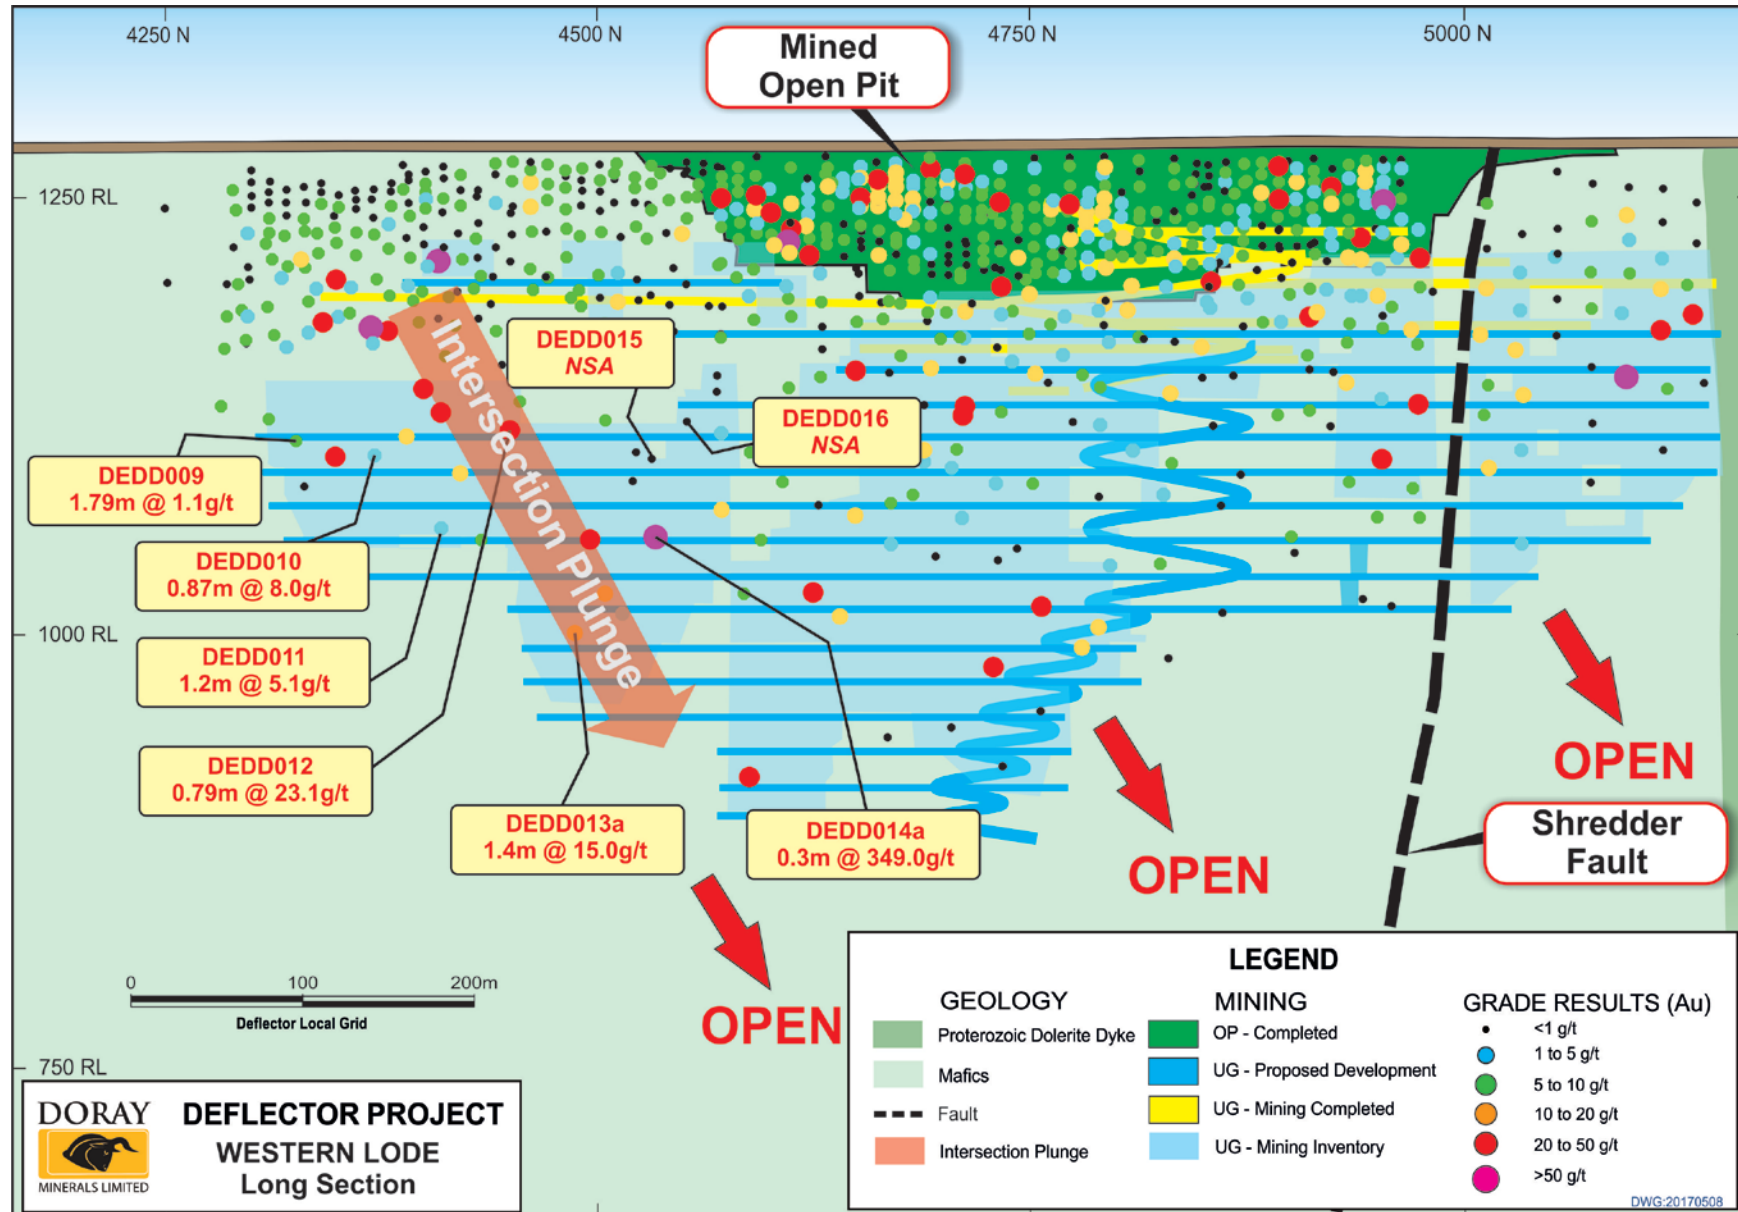 4250 N
4500 N
4750 N
5000 N
Mined
Open Pit
1250 RL
Intersection Plunge
DEDD015
NSA
DEDD016
NSA
DEDD009
1.79m @ 1.1g/t
DEDD010
0.87m @ 8.0g/t
1000 RL
DEDD011
1.2m @ 5.1g/t
DEDD012
0.79m @ 23.1g/t
DEDD013a
1.4m @ 15.0g/t
DEDD014a
0.3m @ 349.0g/t
OPEN
OPEN
OPEN
Shredder
Fault
0 100 200m
Deflector Local Grid
750 RL
DORAY
MINERALS LIMITED
DEFLECTOR PROJECT
WESTERN LODE
Long Section
LEGEND
GEOLOGY
Proterozoic Dolerite Dyke
Mafics
Fault
Intersection Plunge
MINING
OP - Completed
UG - Proposed Development
UG - Mining Completed
UG - Mining Inventory
GRADE RESULTS (Au)
<1 g/t
1 to 5 g/t
5 to 10 g/t
10 to 20 g/t
20 to 50 g/t
>50 g/t
DWG:20170508